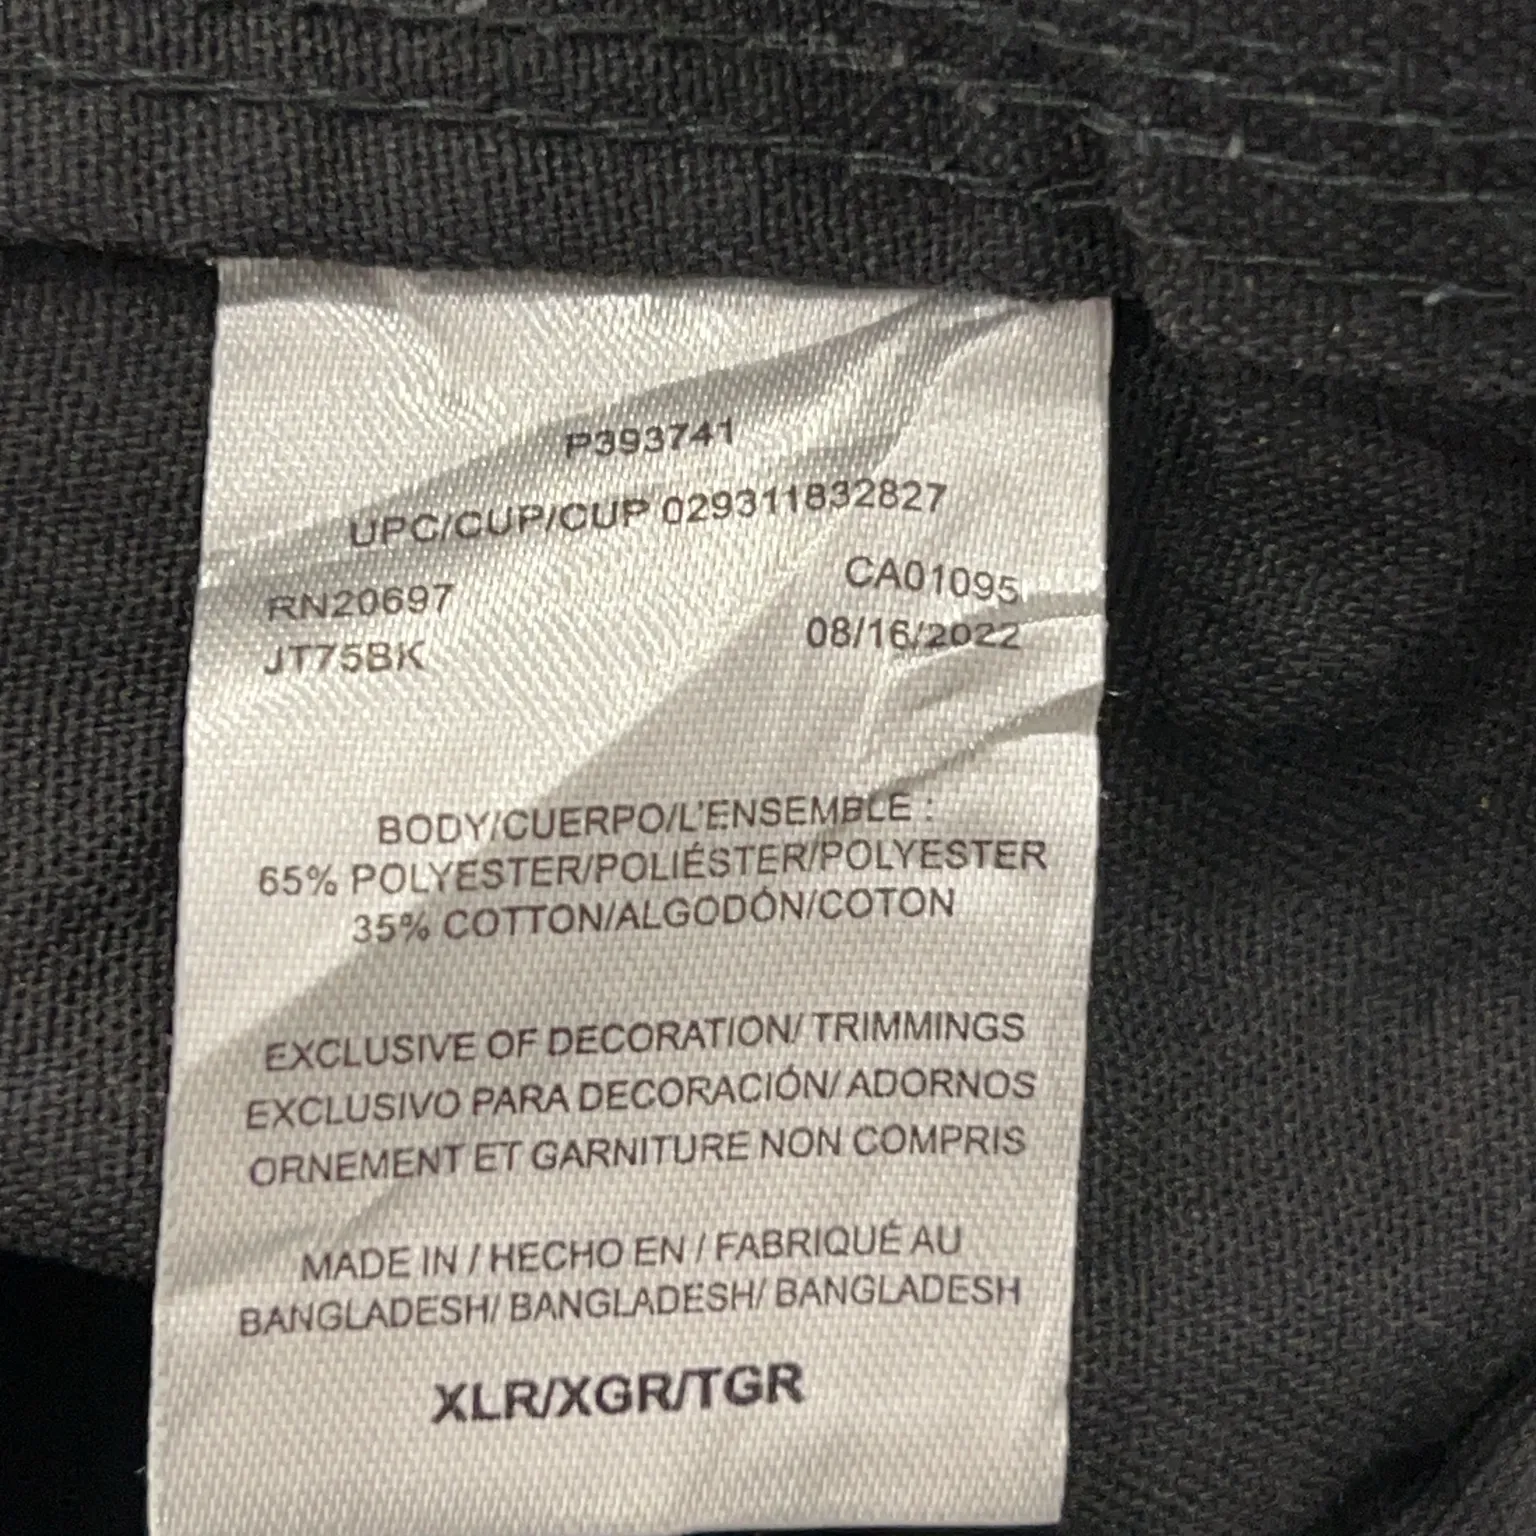 P393741
UPC/CUP/CUP 029311832827
RN20697 CA01095
JT75BK 08/16/2022
BODY/CUERPO/L'ENSEMBLE :
65% POLYESTER/POLIÉSTER/POLYESTER
35% COTTON/ALGODÓN/COTON
EXCLUSIVE OF DECORATION/ TRIMMINGS
EXCLUSIVO PARA DECORACIÓN/ ADORNOS
ORNEMENT ET GARNITURE NON COMPRIS
MADE IN / HECHO EN / FABRIQUÉ AU
BANGLADESH/ BANGLADESH/ BANGLADESH
XLR/XGR/TGR